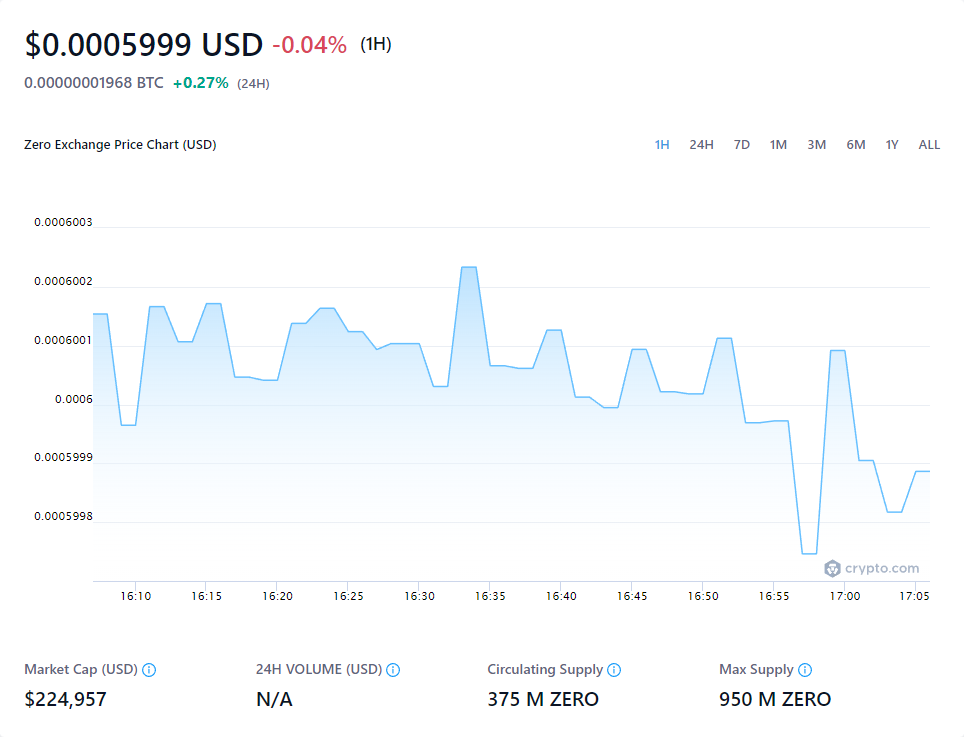 $0.0005999 USD -0.04% (1H)
0.00000001968 BTC +0.27% (24H)
Zero Exchange Price Chart (USD) 1H 24H 7D 1M 3M 6M 1Y ALL
0.0006003
0.0006002
0.0006001
0.0006
0.0005999
0.0005998
crypto.com
16:10 16:15 16:20 16:25 16:30 16:35 16:40 16:45 16:50 16:55 17:00 17:05
Market Cap (USD) 24H VOLUME (USD) Circulating Supply Max Supply
$224,957 N/A 375 M ZERO 950 M ZERO